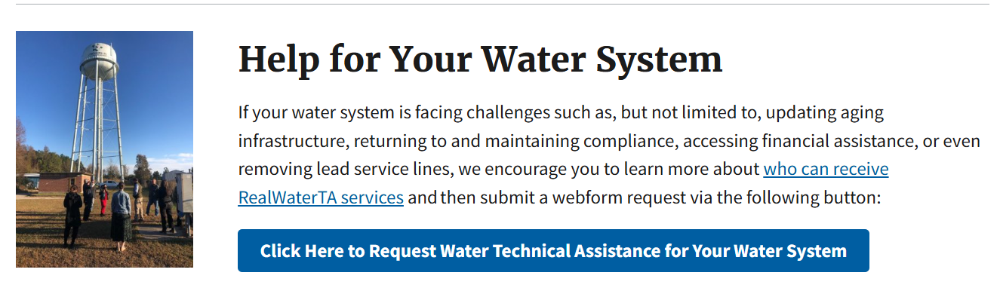 Help for Your Water System
If your water system is facing challenges such as, but not limited to, updating aging
infrastructure, returning to and maintaining compliance, accessing financial assistance, or even
removing lead service lines, we encourage you to learn more about who can receive
RealWaterTA services and then submit a webform request via the following button:
Click Here to Request Water Technical Assistance for Your Water System